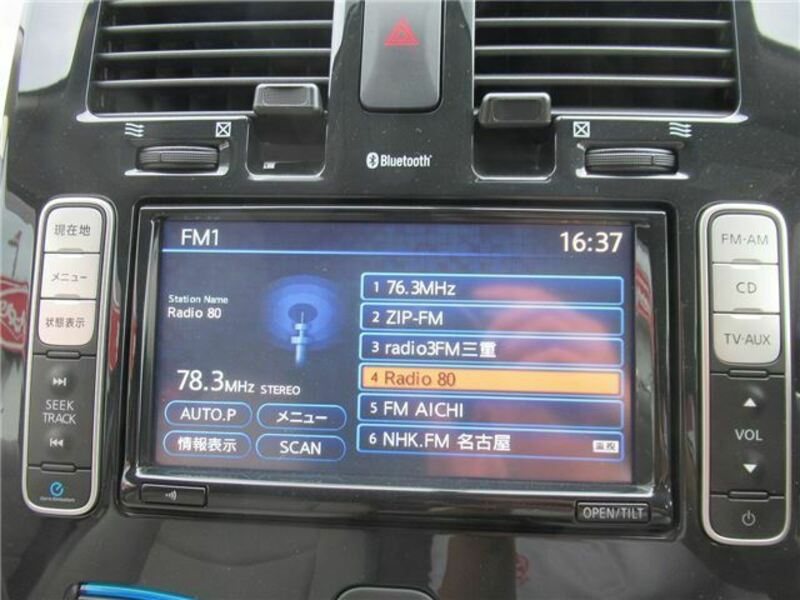 Bluetooth
現在地
メニュー
状態表示
SEEK
TRACK
FM1
16:37
Station Name
Radio 80
78.3MHz STEREO
AUTO.P
メニュー
情報表示
SCAN
1 76.3MHz
2 ZIP-FM
3 radio3FM三重
4 Radio 80
5 FM AICHI
6 NHK.FM 名古屋
重視
OPEN/TILT
FM-AM
CD
TV-AUX
VOL